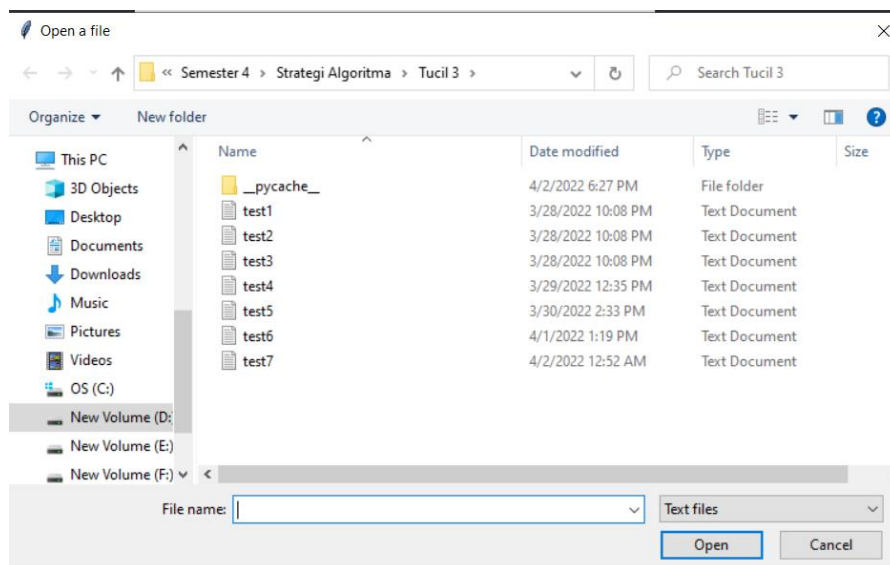 Open a file
« Semester 4 > Strategi Algoritma > Tucil 3 > Search Tucil 3
Organize New folder ?
Name Date modified Type Size
This PC
3D Objects
Desktop
Documents
Downloads
Music
Pictures
Videos
OS (C:)
New Volume (D:
New Volume (E:)
New Volume (F:)
__pycache__ 4/2/2022 6:27 PM File folder
test1 3/28/2022 10:08 PM Text Document
test2 3/28/2022 10:08 PM Text Document
test3 3/28/2022 10:08 PM Text Document
test4 3/29/2022 12:35 PM Text Document
test5 3/30/2022 2:33 PM Text Document
test6 4/1/2022 1:19 PM Text Document
test7 4/2/2022 12:52 AM Text Document
File name: Text files
Open Cancel